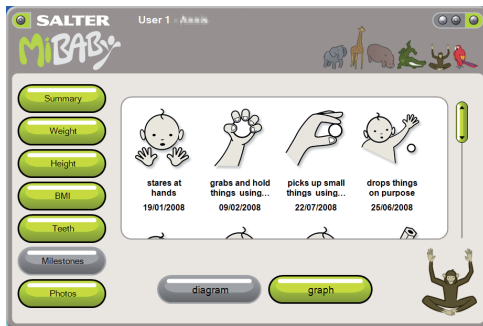 SALTER
User 1 -
MiBABy
Summary
Weight
Height
BMI
Teeth
Milestones
Photos
stares at
hands
19/01/2008
grabs and hold
things using...
09/02/2008
picks up small
things using...
22/07/2008
drops things
on purpose
25/06/2008
diagram
graph